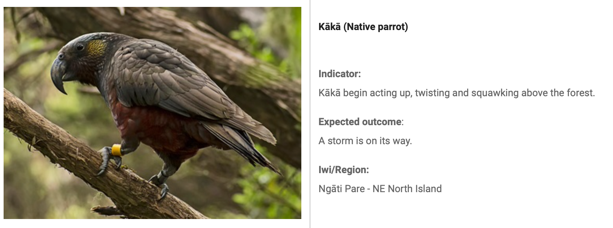 Kākā (Native parrot)
Indicator:
Kākā begin acting up, twisting and squawking above the forest.
Expected outcome:
A storm is on its way.
Iwi/Region:
Ngāti Pare - NE North Island